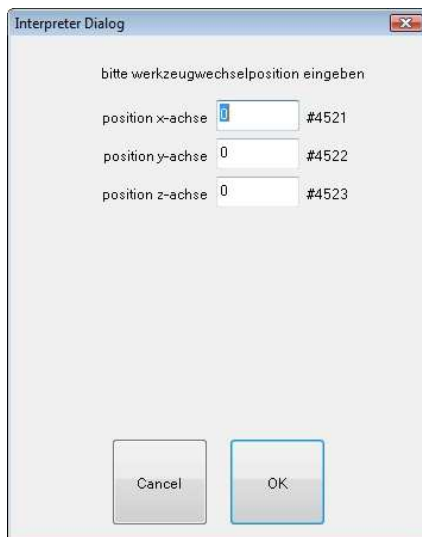 Interpreter Dialog
bitte werkzeugwechselposition eingeben
position x-achse 0 #4521
position y-achse 0 #4522
position z-achse 0 #4523
Cancel OK